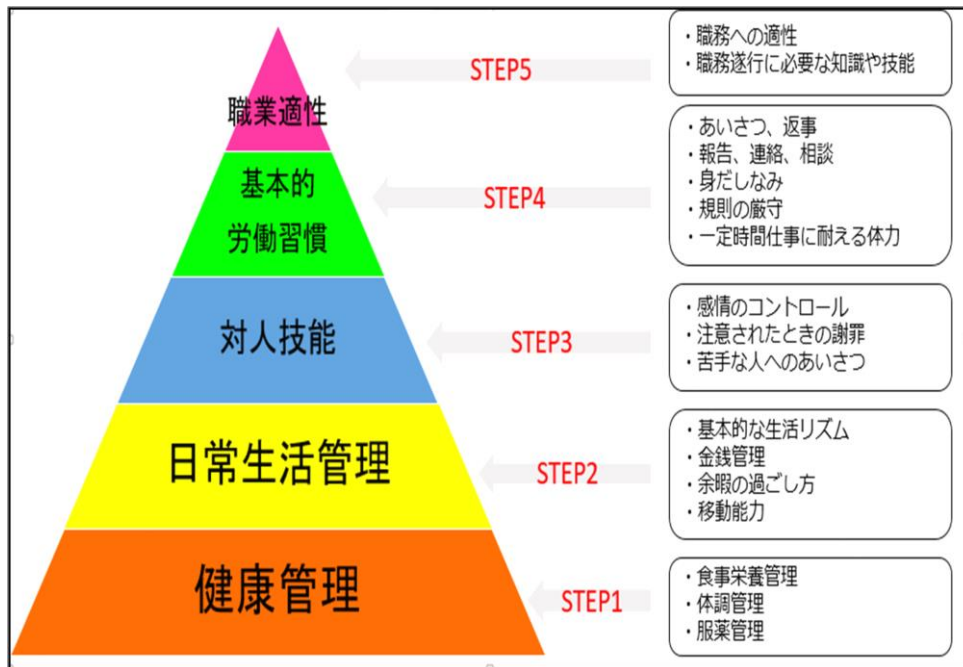 職業適性
STEP5
・職務への適性
・職務遂行に必要な知識や技能
基本的
労働習慣
STEP4
・あいさつ、返事
・報告、連絡、相談
・身だしなみ
・規則の厳守
・一定時間仕事に耐える体力
対人技能
STEP3
・感情のコントロール
・注意されたときの謝罪
・苦手な人へのあいさつ
日常生活管理
STEP2
・基本的な生活リズム
・金銭管理
・余暇の過ごし方
・移動能力
健康管理
STEP1
・食事栄養管理
・体調管理
・服薬管理